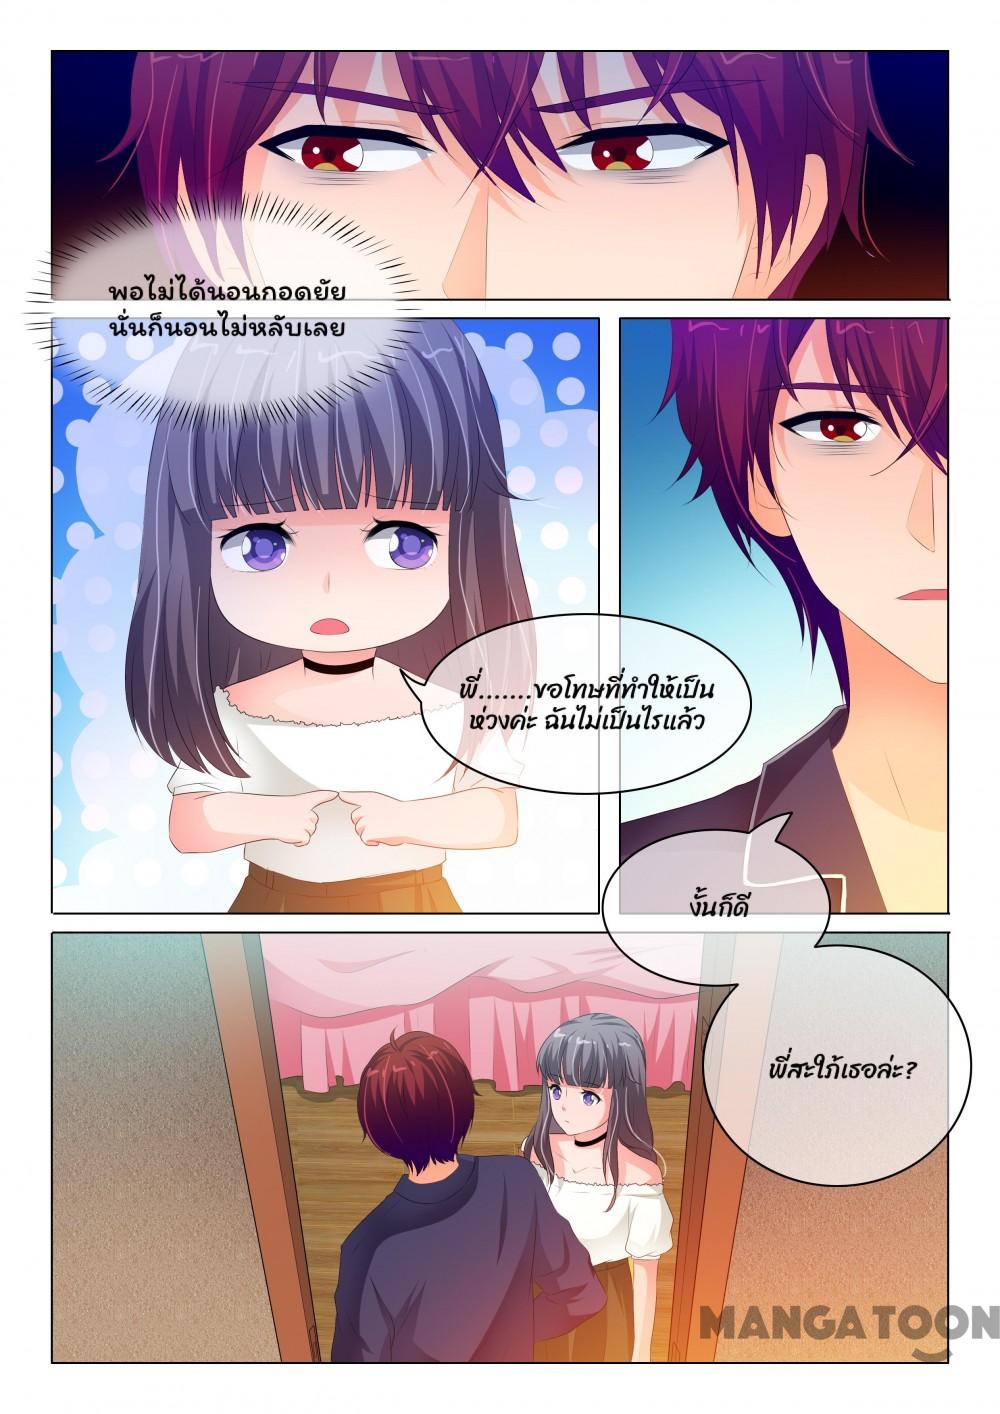 พอไม่ได้นอนกอดยัย
นั่นก็นอนไม่หลับเลย
พี่.......ขอโทษที่ทำให้เป็น
ห่วงค่ะ ฉันไม่เป็นไรแล้ว
งั้นก็ดี
พี่สะใภ้เธอล่ะ?
MANGA TOON